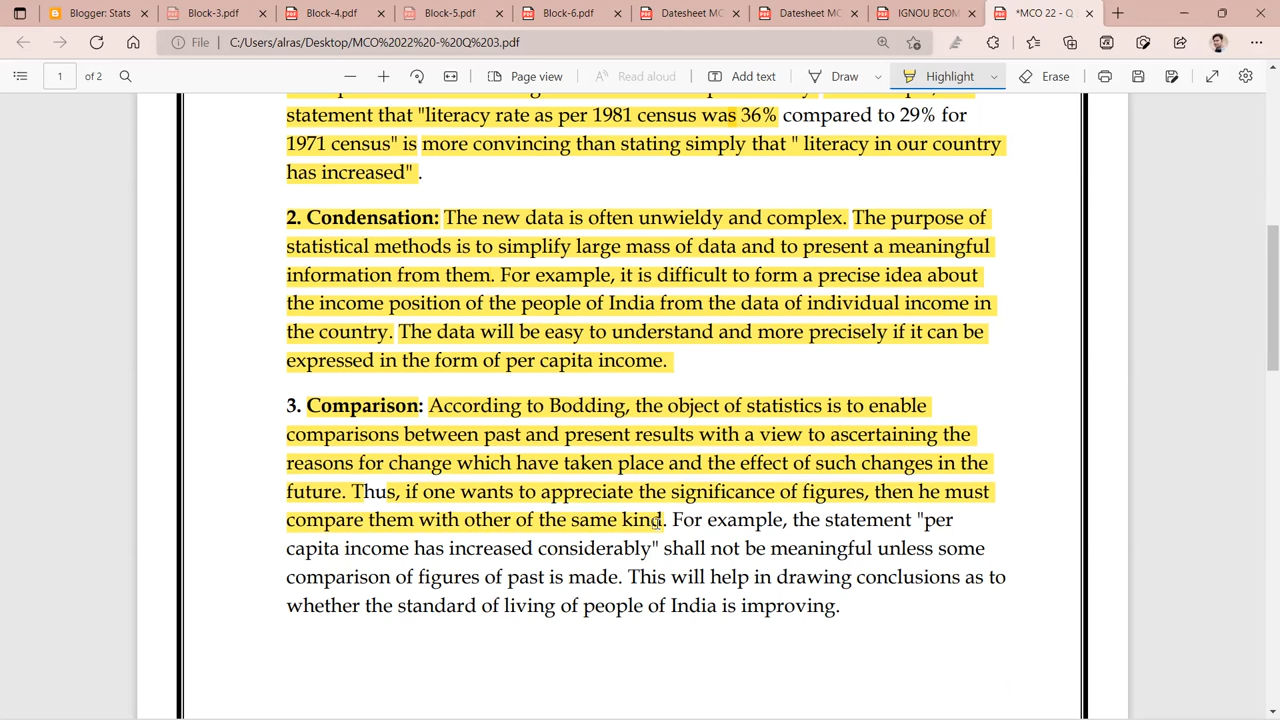 Blogger: Stats
Block-3.pdf
Block-4.pdf
Block-5.pdf
Block-6.pdf
Datesheet MC
Datesheet MC
IGNOU BCOM
*MCO 22 - Q
File
C:/Users/alras/Desktop/MCO%2022%20-%20Q%203.pdf
1 of 2
Page view
Read aloud
Add text
Draw
Highlight
Erase
statement that "literacy rate as per 1981 census was 36% compared to 29% for
1971 census" is more convincing than stating simply that " literacy in our country
has increased" .
2. Condensation: The new data is often unwieldy and complex. The purpose of
statistical methods is to simplify large mass of data and to present a meaningful
information from them. For example, it is difficult to form a precise idea about
the income position of the people of India from the data of individual income in
the country. The data will be easy to understand and more precisely if it can be
expressed in the form of per capita income.
3. Comparison: According to Bodding, the object of statistics is to enable
comparisons between past and present results with a view to ascertaining the
reasons for change which have taken place and the effect of such changes in the
future. Thus, if one wants to appreciate the significance of figures, then he must
compare them with other of the same kind. For example, the statement "per
capita income has increased considerably" shall not be meaningful unless some
comparison of figures of past is made. This will help in drawing conclusions as to
whether the standard of living of people of India is improving.